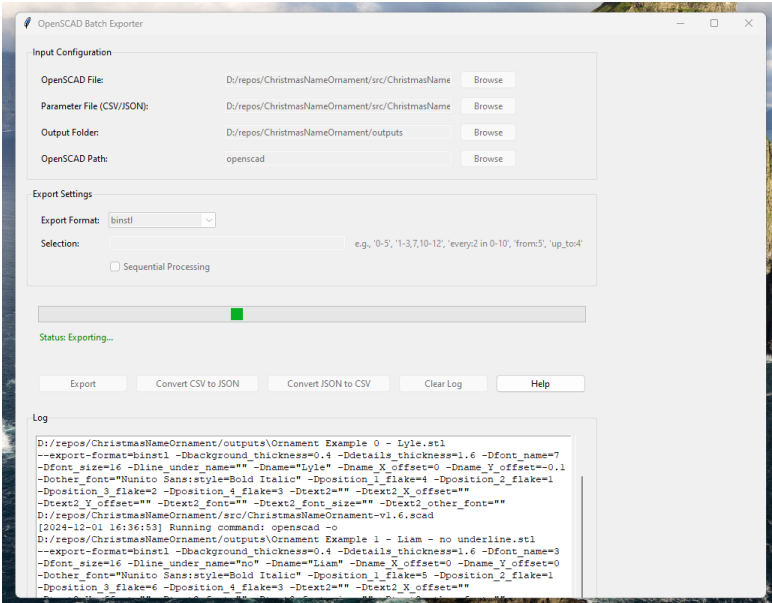 OpenSCAD Batch Exporter
Input Configuration
OpenSCAD File: D:/repos/ChristmasNameOrnament/src/ChristmasName Browse
Parameter File (CSV/JSON): D:/repos/ChristmasNameOrnament/src/ChristmasName Browse
Output Folder: D:/repos/ChristmasNameOrnament/outputs Browse
OpenSCAD Path: openscad Browse
Export Settings
Export Format: binstl
Selection: e.g., '0-5', '1-3,7,10-12', 'every:2 in 0-10', 'from:5', 'up_to:4'
Sequential Processing
Status: Exporting...
Export Convert CSV to JSON Convert JSON to CSV Clear Log Help
Log
D:/repos/ChristmasNameOrnament/outputs\Ornament Example 0 - Lyle.stl
--export-format=binstl -Dbackground_thickness=0.4 -Ddetails_thickness=1.6 -Dfont_name=7
-Dfont_size=16 -Dline_under_name="" -Dname="Lyle" -Dname_X_offset=0 -Dname_Y_offset=-0.1
-Dother_font="Nunito Sans:style=Bold Italic" -Dposition_1_flake=4 -Dposition_2_flake=1
-Dposition_3_flake=2 -Dposition_4_flake=3 -Dtext2="" -Dtext2_X_offset=""
-Dtext2_Y_offset="" -Dtext2_font="" -Dtext2_font_size="" -Dtext2_other_font=""
D:/repos/ChristmasNameOrnament/src/ChristmasNameOrnament-v1.6.scad
[2024-12-01 16:36:53] Running command: openscad -o
D:/repos/ChristmasNameOrnament/outputs\Ornament Example 1 - Liam - no underline.stl
--export-format=binstl -Dbackground_thickness=0.4 -Ddetails_thickness=1.6 -Dfont_name=3
-Dfont_size=16 -Dline_under_name="no" -Dname="Liam" -Dname_X_offset=0 -Dname_Y_offset=0
-Dother_font="Nunito Sans:style=Bold Italic" -Dposition_1_flake=5 -Dposition_2_flake=1
-Dposition_3_flake=6 -Dposition_4_flake=3 -Dtext2="" -Dtext2_X_offset=""